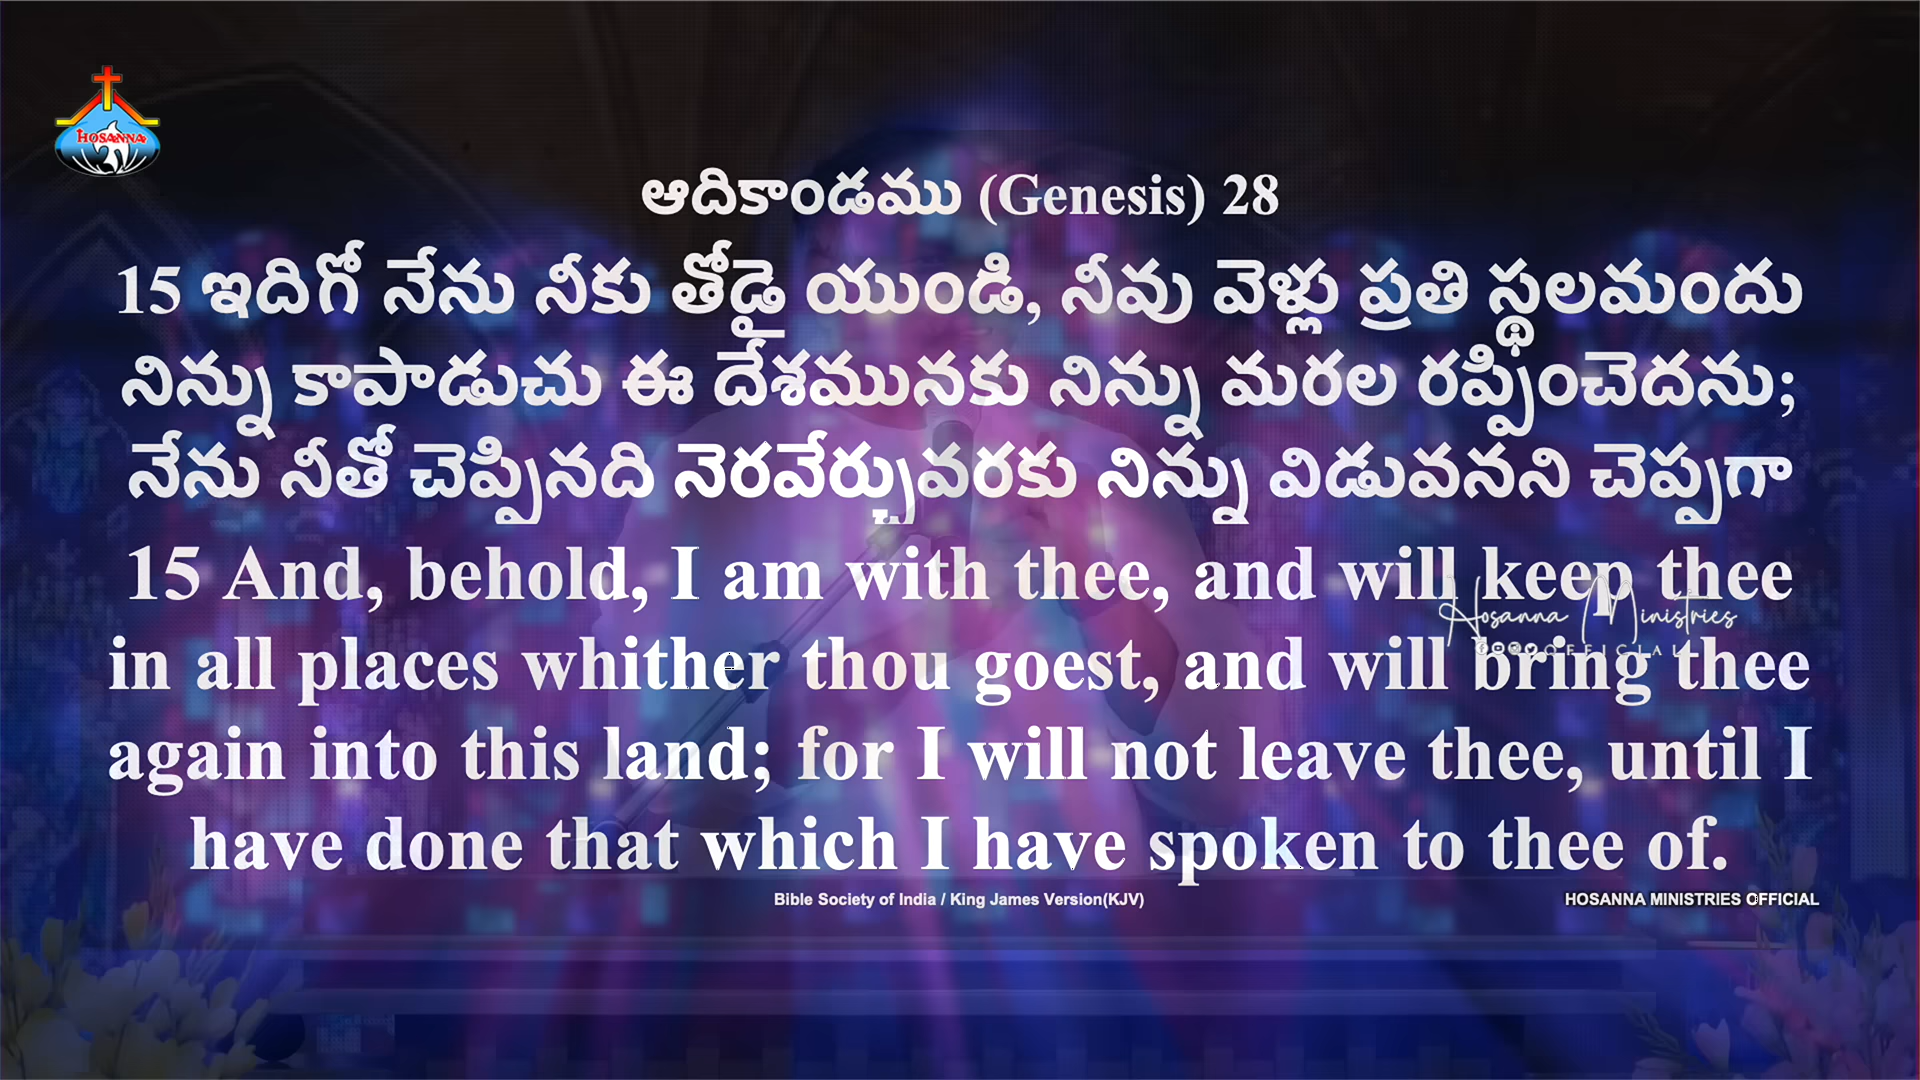 HOSANNA
ఆదికాండము (Genesis) 28
15 ఇదిగో నేను నీకు తోడై యుండి, నీవు వెళ్లు ప్రతి స్థలమందు
నిన్ను కాపాడుచు ఈ దేశమునకు నిన్ను మరల రప్పించెదను;
నేను నీతో చెప్పినది నెరవేర్చువరకు నిన్ను విడువనని చెప్పగా
15 And, behold, I am with thee, and will keep thee
Hosanna Ministries
OFFICIAL
in all places whither thou goest, and will bring thee
again into this land; for I will not leave thee, until I
have done that which I have spoken to thee of.
Bible Society of India / King James Version(KJV)
HOSANNA MINISTRIES OFFICIAL